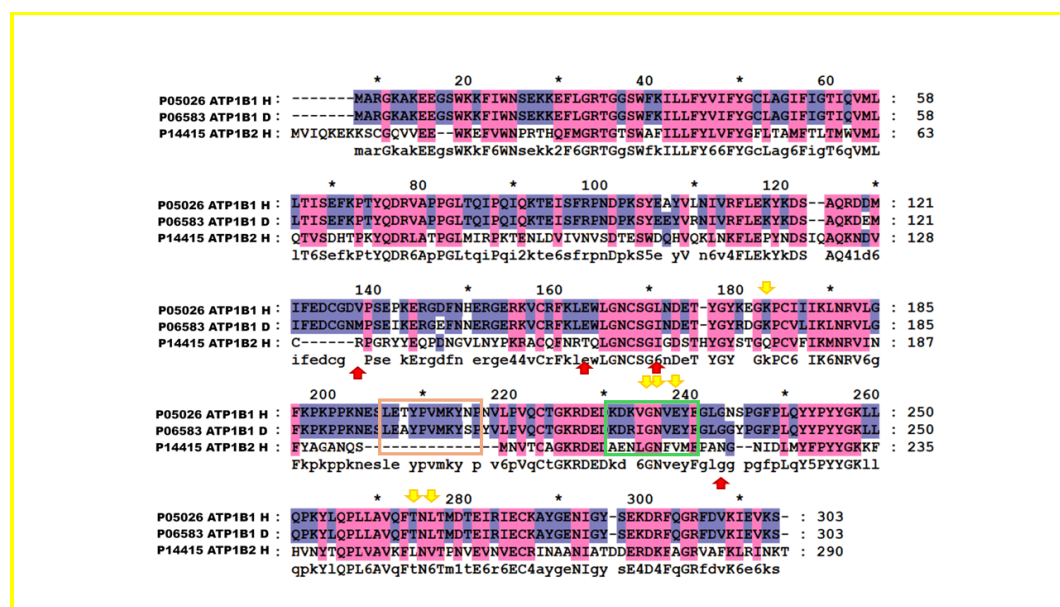 * 20 * 40 * 60
P05026 ATP1B1 H : -------MARGKAKEEGSWKKFIWNSEKKEFLGRTGGSWFKILLFYVIFYGCLAGIFIGTIQVML : 58
P06583 ATP1B1 D : -------MARGKAKEEGSWKKFIWNSEKKEFLGRTGGSWFKILLFYVIFYGCLAGIFIGTIQVML : 58
P14415 ATP1B2 H : MVIQKEKKSCGQVVEE--WKEFVWNPRTHQFMGRTGTSWAFILLFYLVFYGFLTAMFTLTMWVML : 63
marGkakEEgsWKkF6WNsekk2F6GRTGgSWfkILLFY66FYGcLag6FigT6qVML
* 80 * 100 * 120 *
P05026 ATP1B1 H : LTISEFKPTYQDRVAPPGLTQIPQIQKTEISFRPNDPKSYEAYVLNIVRFLEKYKDS--AQRDDM : 121
P06583 ATP1B1 D : LTISEFKPTYQDRVAPPGLTQIPQIQKTEISFRPNDPKSYEEYVRNIVRFLEKYKDS--AQKDEM : 121
P14415 ATP1B2 H : QTVSDHTPKYQDRLATPGLMIRPKTENLDVIVNVSDTESWDQHVQKLNKFLEPYNDSIQAQKNDV : 128
lT6SefkPtYQDR6ApPGLtqiPqi2kte6sfrpnDpkS5e yV n6v4FLEkYkDS AQ41d6
140 * 160 * 180 *
P05026 ATP1B1 H : IFEDCGDVPSEPKERGDFNHERGERKVCRFKLEWLGNCSGLNDET-YGYKEGKPCIIIKLNRVLG : 185
P06583 ATP1B1 D : IFEDCGNMPSEIKERGEFNNERGERKVCRFKLEWLGNCSGINDET-YGYRDGKPCVLIKLNRVLG : 185
P14415 ATP1B2 H : C------RPGRYYEQPDNGVLNYPKRACQFNRTQLGNCSGIGDSTHYGYSTGQPCVFIKMNRVIN : 187
ifedcg Pse kErgdfn erge44vCrFklewLGNCSG6nDeT YGY GkPC6 IK6NRV6g
200 * 220 * 240 * 260
P05026 ATP1B1 H : FKPKPPKNESLETYPVMKYNPNVLPVQCTGKRDEDKDKVGNVEYFGLGNSPGFPLQYYPYYGKLL : 250
P06583 ATP1B1 D : FKPKPPKNESLEAYPVMKYSPYVLPVQCTGKRDEDKDRIGNVEYFGLGGYPGFPLQYYPYYGKLL : 250
P14415 ATP1B2 H : FYAGANQS----------------MNVTCAGKRDEDAENLGNFVMFPANG-NIDLMYFPYYGKKF : 235
Fkpkppknesle ypvmky p v6pVqCtGKRDEDkd 6GNveyFglgg pgfpLqY5PYYGKll
* 280 * 300 *
P05026 ATP1B1 H : QPKYLQPLLAVQFTNLTMDTEIRIECKAYGENIGY-SEKDRFQGRFDVKIEVKS- : 303
P06583 ATP1B1 D : QPKYLQPLLAVQFTNLTMDTEIRIECKAYGENIGY-SEKDRFQGRFDVKIEVKS- : 303
P14415 ATP1B2 H : HVNYTQPLVAVKFLNVTPNVEVNVECRINAANIATDDERDKFAGRVAFKLRINKT : 290
qpkYlQPL6AVqFtN6Tm1tE6r6EC4aygeNIgy sE4D4FqGRfdvK6e6ks